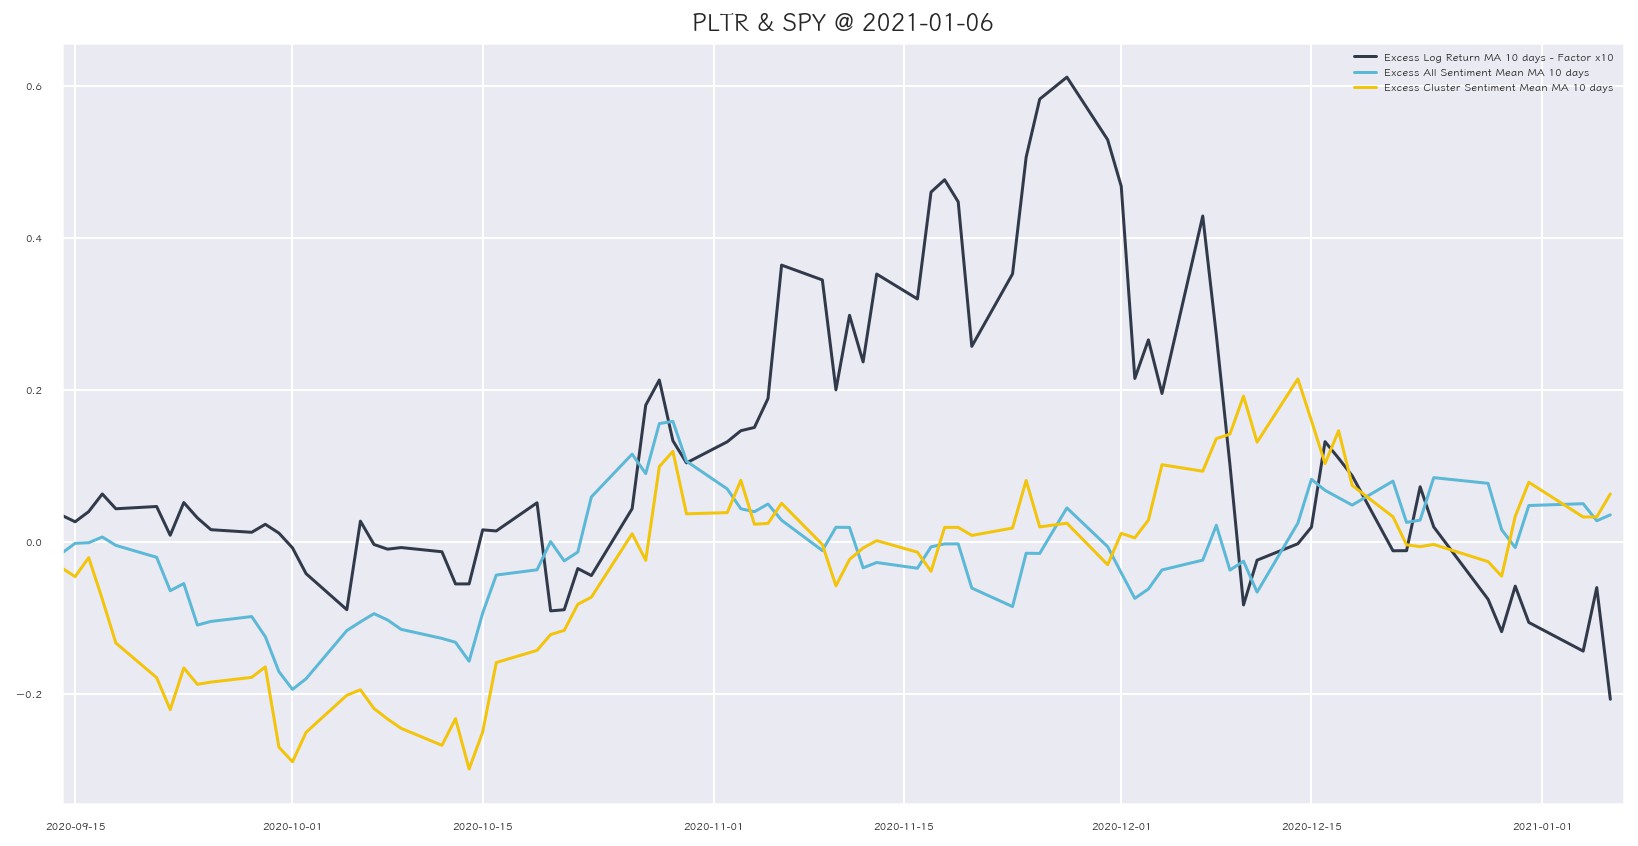 PLTR & SPY @ 2021-01-06
Excess Log Return MA 10 days - Factor x10
Excess All Sentiment Mean MA 10 days
Excess Cluster Sentiment Mean MA 10 days
0.6
0.4
0.2
0.0
−0.2
2020-09-15 2020-10-01 2020-10-15 2020-11-01 2020-11-15 2020-12-01 2020-12-15 2021-01-01